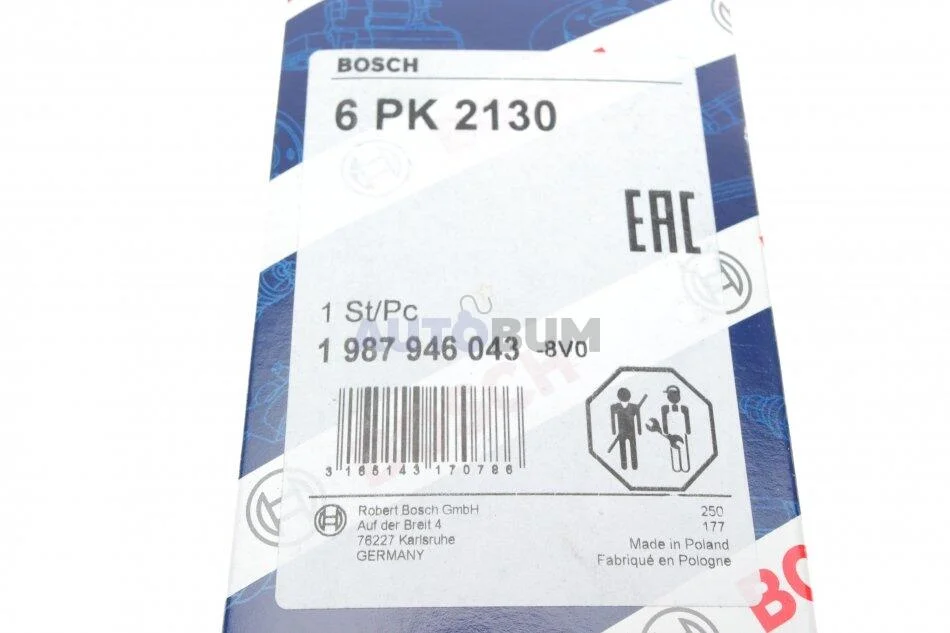 BOSCH
6 PK 2130
EAC
1 St/Pc
AUTOBUM
1 987 946 043 -8V0
BOSCH
3 165143 170786
Robert Bosch GmbH
Auf der Breit 4
76227 Karlsruhe
GERMANY
250
177
Made in Poland
Fabriqué en Pologne
BO